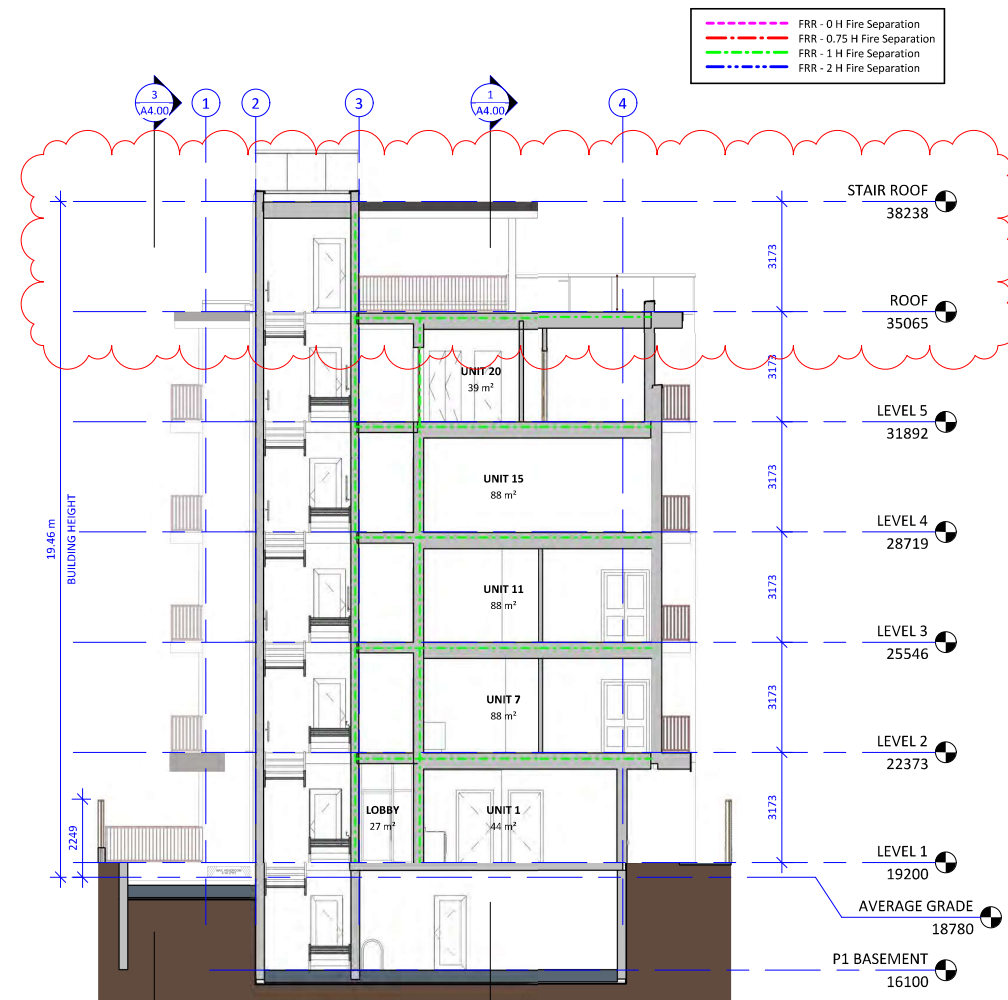 FRR - 0 H Fire Separation
FRR - 0.75 H Fire Separation
FRR - 1 H Fire Separation
FRR - 2 H Fire Separation
3
A4.00
1
2
3
1
A4.00
4
STAIR ROOF
38238
3173
ROOF
35065
3173
UNIT 20
39 m²
LEVEL 5
31892
3173
UNIT 15
88 m²
LEVEL 4
28719
19.46 m
BUILDING HEIGHT
3173
UNIT 11
88 m²
LEVEL 3
25546
3173
UNIT 7
88 m²
LEVEL 2
22373
3173
LOBBY
27 m²
UNIT 1
44 m²
2249
LEVEL 1
19200
AVERAGE GRADE
18780
P1 BASEMENT
16100